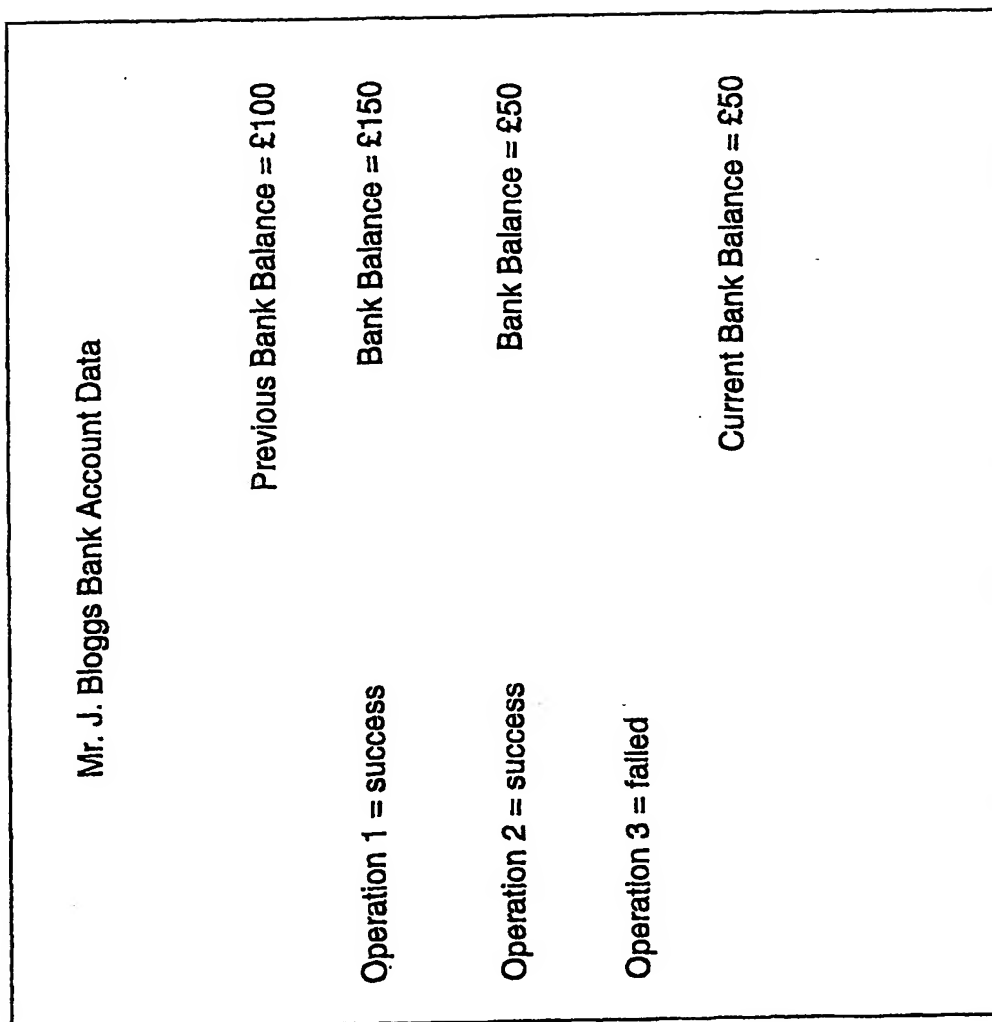 Mr. J. Bloggs Bank Account Data
Previous Bank Balance = £100
Operation 1 = success Bank Balance = £150
Operation 2 = success Bank Balance = £50
Operation 3 = failed
Current Bank Balance = £50